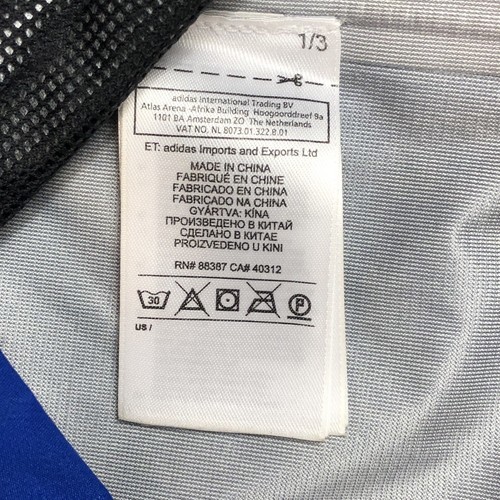 1/3
adidas International Trading BV
Atlas Arena -Afrika Building Hoogoorddreef 9a
1101 BA Amsterdam ZO The Netherlands
VAT NO. NL 8073.01.322.B.01
ET: adidas Imports and Exports Ltd
MADE IN CHINA
FABRIQUÉ EN CHINE
FABRICADO EN CHINA
FABRICADO NA CHINA
GYÁRTVA: KÍNA
ПРОИЗВЕДЕНО В КИТАЙ
СДЕЛАНО В КИТАЕ
PROIZVEDENO U KINI
RN# 88387 CA# 40312
30 P
US /